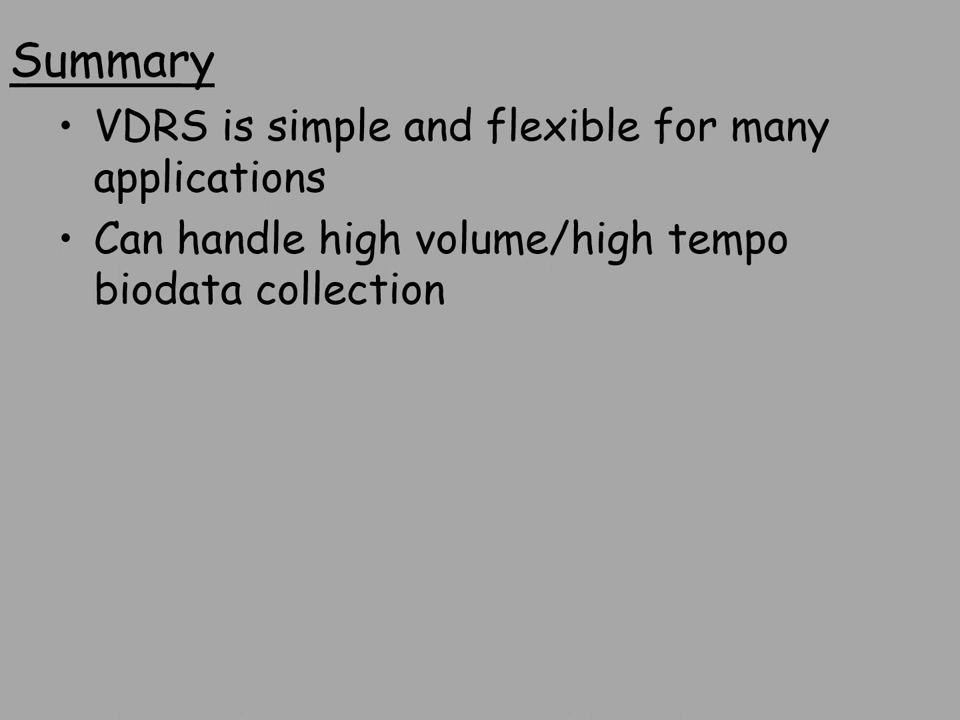 Summary
• VDRS is simple and flexible for many
applications
• Can handle high volume/high tempo
biodata collection